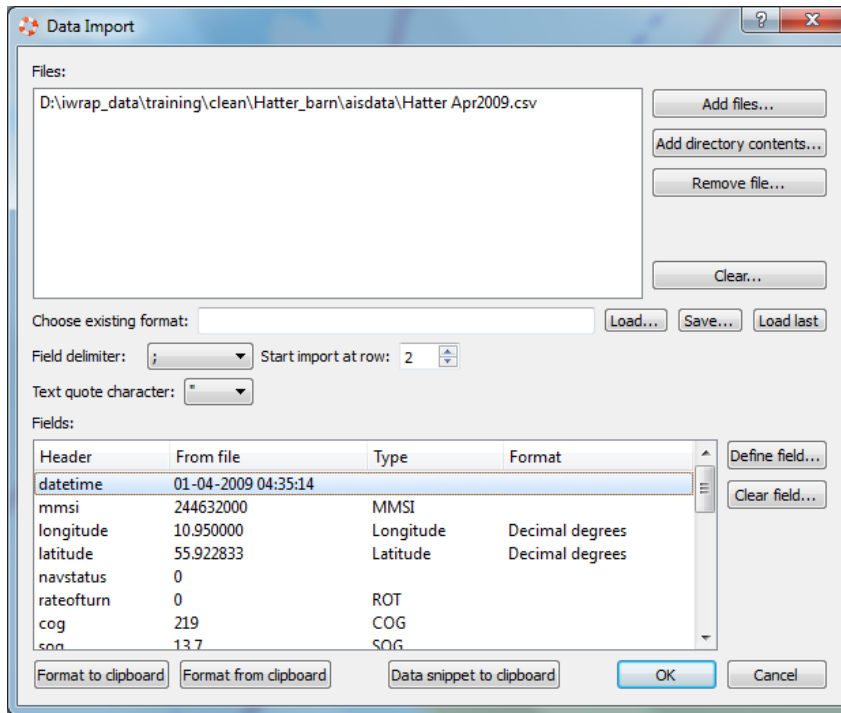 Data Import
Files:
D:\iwrap_data\training\clean\Hatter_barn\aisdata\Hatter Apr2009.csv
Add files...
Add directory contents...
Remove file...
Clear...
Choose existing format: Load... Save... Load last
Field delimiter: ; Start import at row: 2
Text quote character: "
Fields:
Header From file Type Format
Define field...
datetime 01-04-2009 04:35:14
Clear field...
mmsi 244632000 MMSI
longitude 10.950000 Longitude Decimal degrees
latitude 55.922833 Latitude Decimal degrees
navstatus 0
rateofturn 0 ROT
cog 219 COG
sog 13.7 SOG
Format to clipboard Format from clipboard Data snippet to clipboard OK Cancel